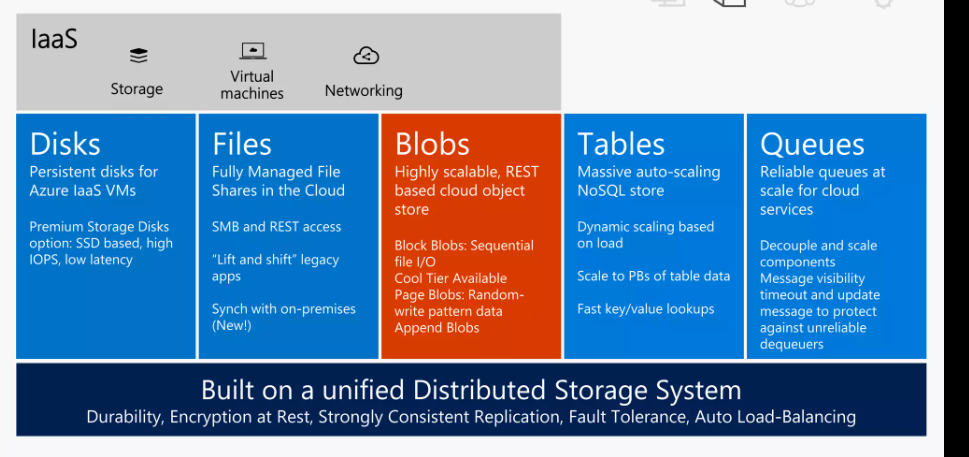 IaaS
Storage
Virtual
machines
Networking
Disks
Persistent disks for
Azure IaaS VMs
Premium Storage Disks
option: SSD based, high
IOPS, low latency
Files
Fully Managed File
Shares in the Cloud
SMB and REST access
“Lift and shift” legacy
apps
Synch with on-premises
(New!)
Blobs
Highly scalable, REST
based cloud object
store
Block Blobs: Sequential
file I/O
Cool Tier Available
Page Blobs: Random-
write pattern data
Append Blobs
Tables
Massive auto-scaling
NoSQL store
Dynamic scaling based
on load
Scale to PBs of table data
Fast key/value lookups
Queues
Reliable queues at
scale for cloud
services
Decouple and scale
components
Message visibility
timeout and update
message to protect
against unreliable
dequeuers
Built on a unified Distributed Storage System
Durability, Encryption at Rest, Strongly Consistent Replication, Fault Tolerance, Auto Load-Balancing